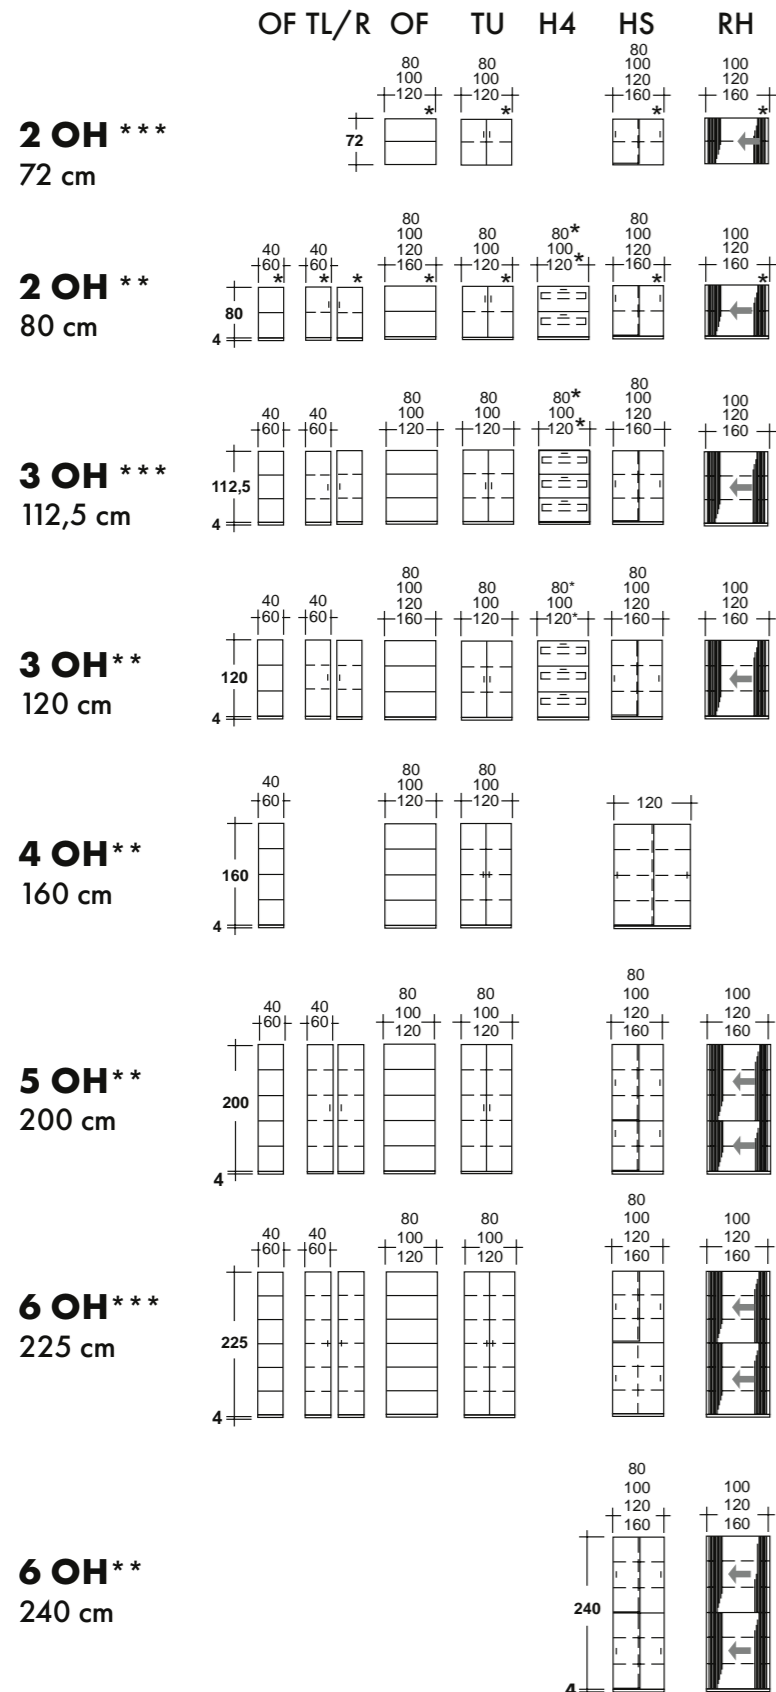 OF TL/R OF TU H4 HS RH
80 80 80
100 100 100 100
120 120 120 120
* * 160 * 160 *
2 OH ***
72
72 cm
80 80
100 80 80* 100 100
40 40 120 100 100 * 120 120
60 * 60 * * 160 * 120 * 120 160 * 160 *
2 OH **
80
80 cm
4
80
80 80 80* 100 100
40 40 100 100 100 * 120 120
60 60 120 120 120 160 160
3 OH ***
112,5
112,5 cm
4
80 80
100 80 80* 100 100
40 40 120 100 100 120 120
60 60 160 120 120* 160 160
3 OH**
120
120 cm
4
80 80
40 100 100
60 120 120 120
4 OH**
160
160 cm
4
80
80 80 100 100
40 40 100 100 120 120
60 60 120 120 160 160
5 OH**
200
200 cm
4
80
80 80 100 100
40 40 100 100 120 120
60 60 120 120 160 160
6 OH***
225
225 cm
4
80
100 100
120 120
160 160
6 OH**
240
240 cm
4